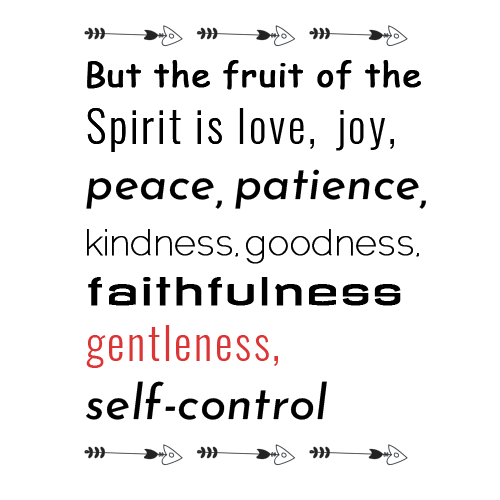 But the fruit of the
Spirit is love, joy,
peace, patience,
kindness, goodness,
faithfulness
gentleness,
self-control